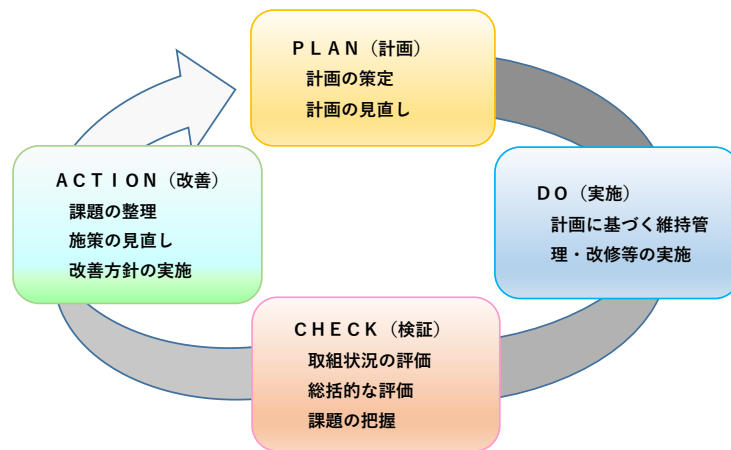 ＰＬＡＮ（計画）
計画の策定
計画の見直し
ＡＣＴＩＯＮ（改善）
課題の整理
施策の見直し
改善方針の実施
ＤＯ（実施）
計画に基づく維持管
理・改修等の実施
ＣＨＥＣＫ（検証）
取組状況の評価
総括的な評価
課題の把握